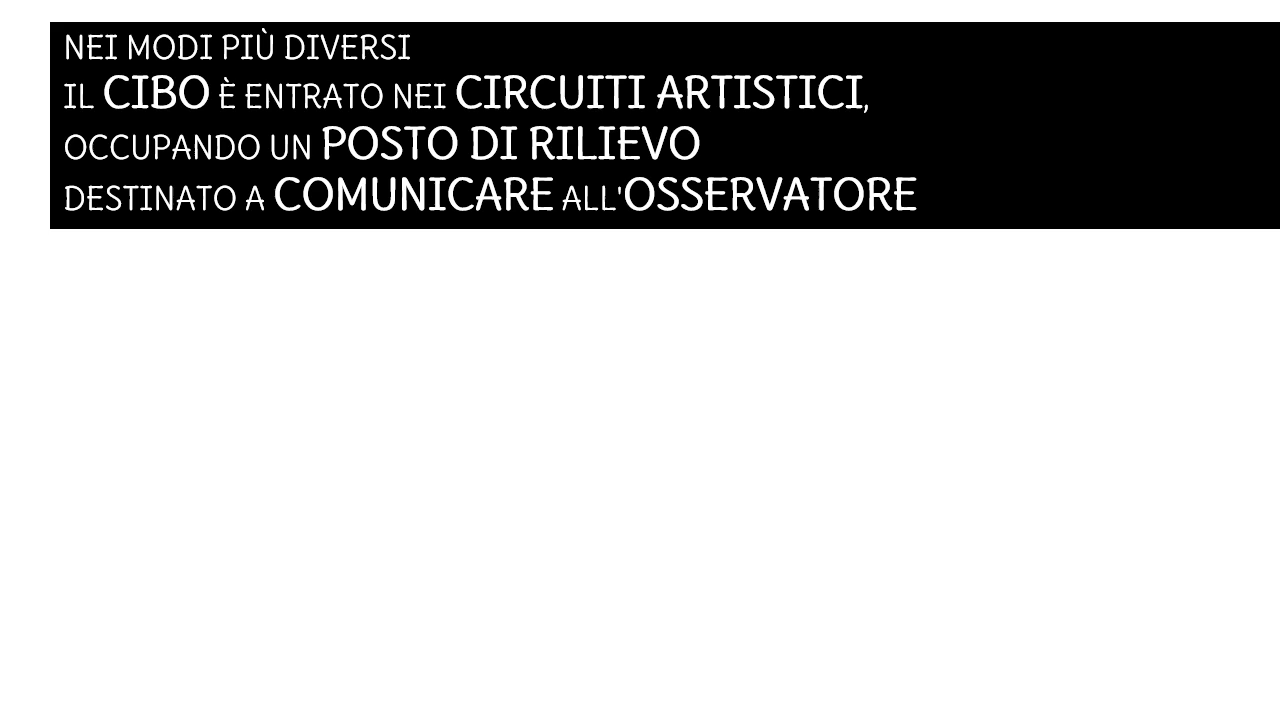 NEI MODI PIÙ DIVERSI
IL CIBO È ENTRATO NEI CIRCUITI ARTISTICI,
OCCUPANDO UN POSTO DI RILIEVO
DESTINATO A COMUNICARE ALL'OSSERVATORE